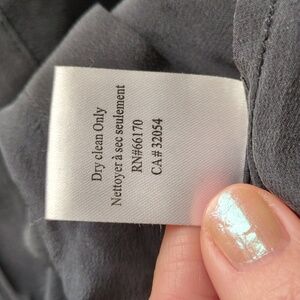 Dry clean Only
Nettoyer à sec seulement
RN#66170
CA# 32054